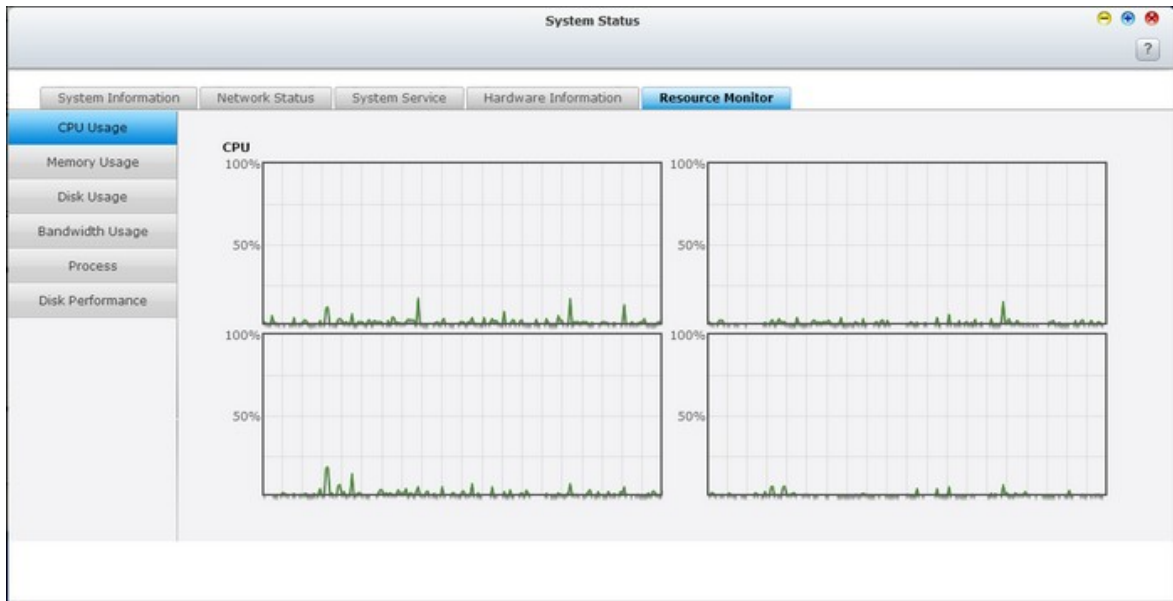 System Status
?
System Information Network Status System Service Hardware Information Resource Monitor
CPU Usage
Memory Usage
Disk Usage
Bandwidth Usage
Process
Disk Performance
CPU
100% 100%
50% 50%
100% 100%
50% 50%